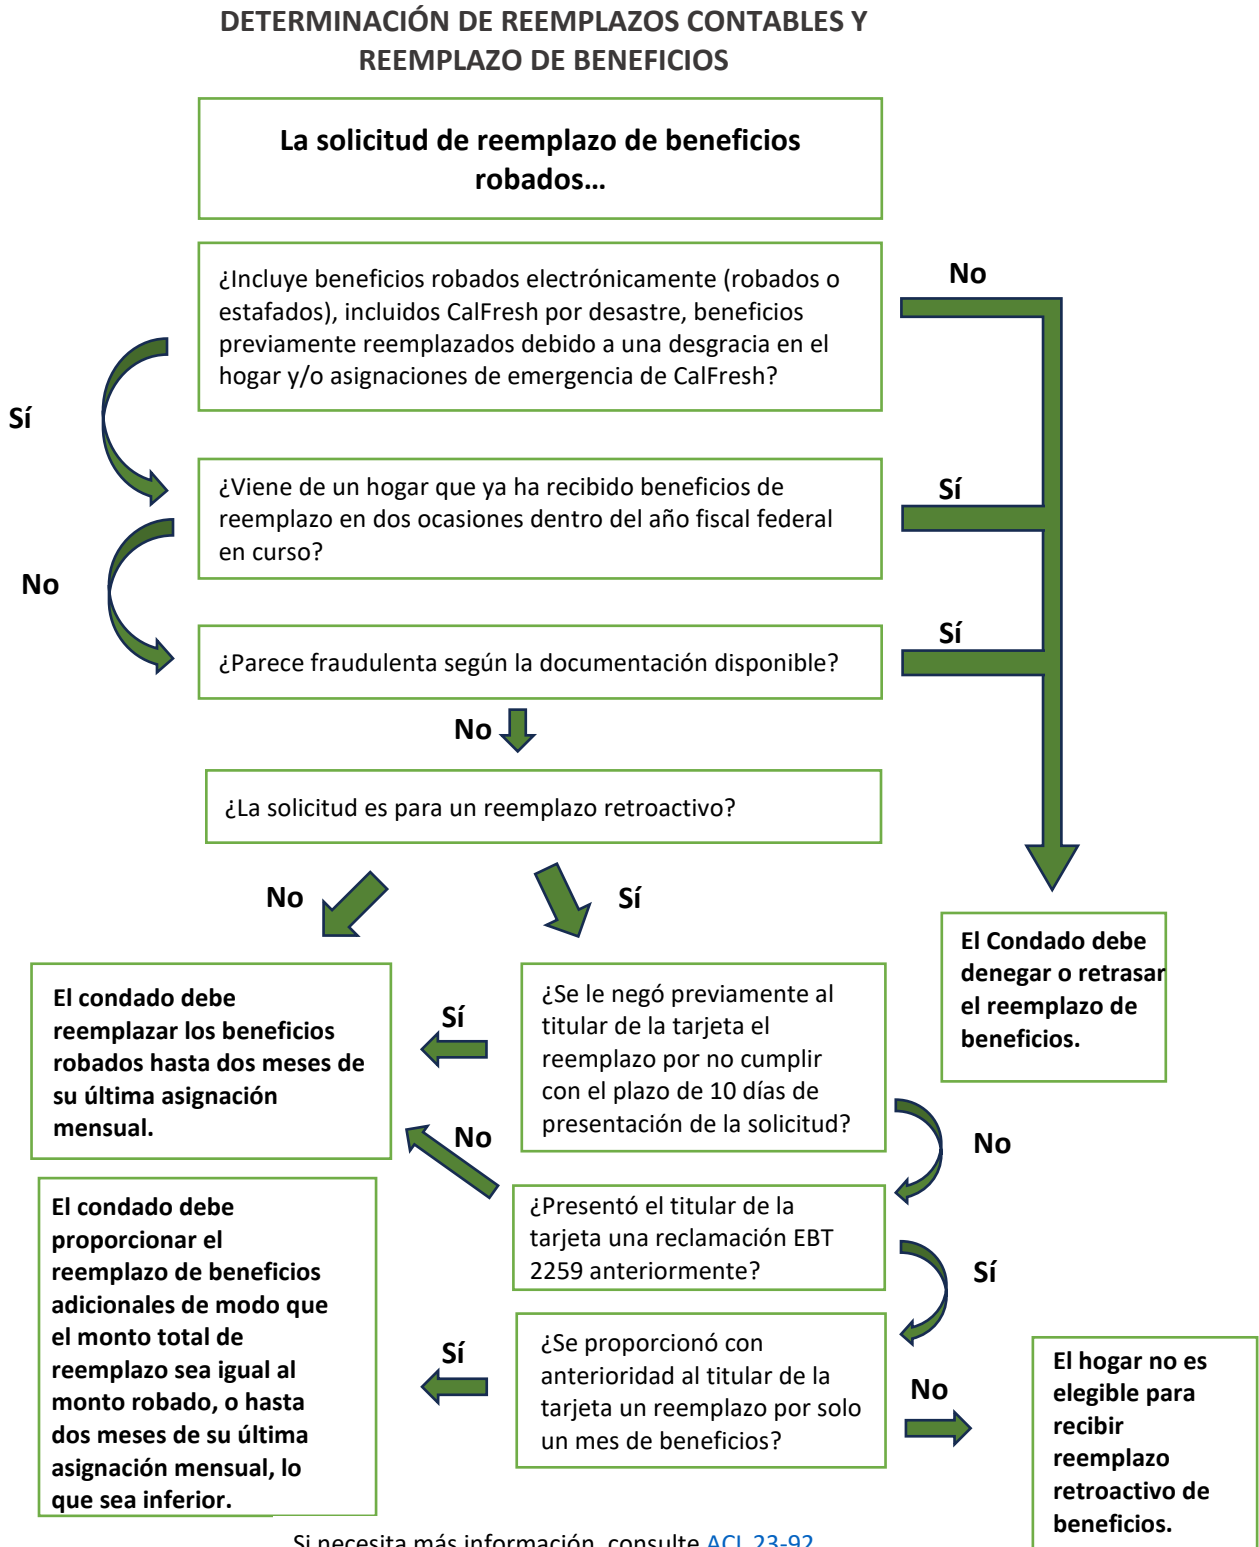 DETERMINACIÓN DE REEMPLAZOS CONTABLES Y
REEMPLAZO DE BENEFICIOS
La solicitud de reemplazo de beneficios
robados...
¿Incluye beneficios robados electrónicamente (robados o
estafados), incluidos CalFresh por desastre, beneficios
previamente reemplazados debido a una desgracia en el
hogar y/o asignaciones de emergencia de CalFresh?
No
Sí
¿Viene de un hogar que ya ha recibido beneficios de
reemplazo en dos ocasiones dentro del año fiscal federal
en curso?
Sí
No
¿Parece fraudulenta según la documentación disponible?
Sí
No
¿La solicitud es para un reemplazo retroactivo?
No
Sí
El Condado debe
denegar o retrasar
el reemplazo de
beneficios.
El condado debe
reemplazar los beneficios
robados hasta dos meses de
su última asignación
mensual.
Sí
¿Se le negó previamente al
titular de la tarjeta el
reemplazo por no cumplir
con el plazo de 10 días de
presentación de la solicitud?
No
No
¿Presentó el titular de la
tarjeta una reclamación EBT
2259 anteriormente?
Sí
El condado debe
proporcionar el
reemplazo de beneficios
adicionales de modo que
el monto total de
reemplazo sea igual al
monto robado, o hasta
dos meses de su última
asignación mensual, lo
que sea inferior.
Sí
¿Se proporcionó con
anterioridad al titular de la
tarjeta un reemplazo por solo
un mes de beneficios?
No
El hogar no es
elegible para
recibir
reemplazo
retroactivo de
beneficios.
Si necesita más información, consulte ACL 23-92